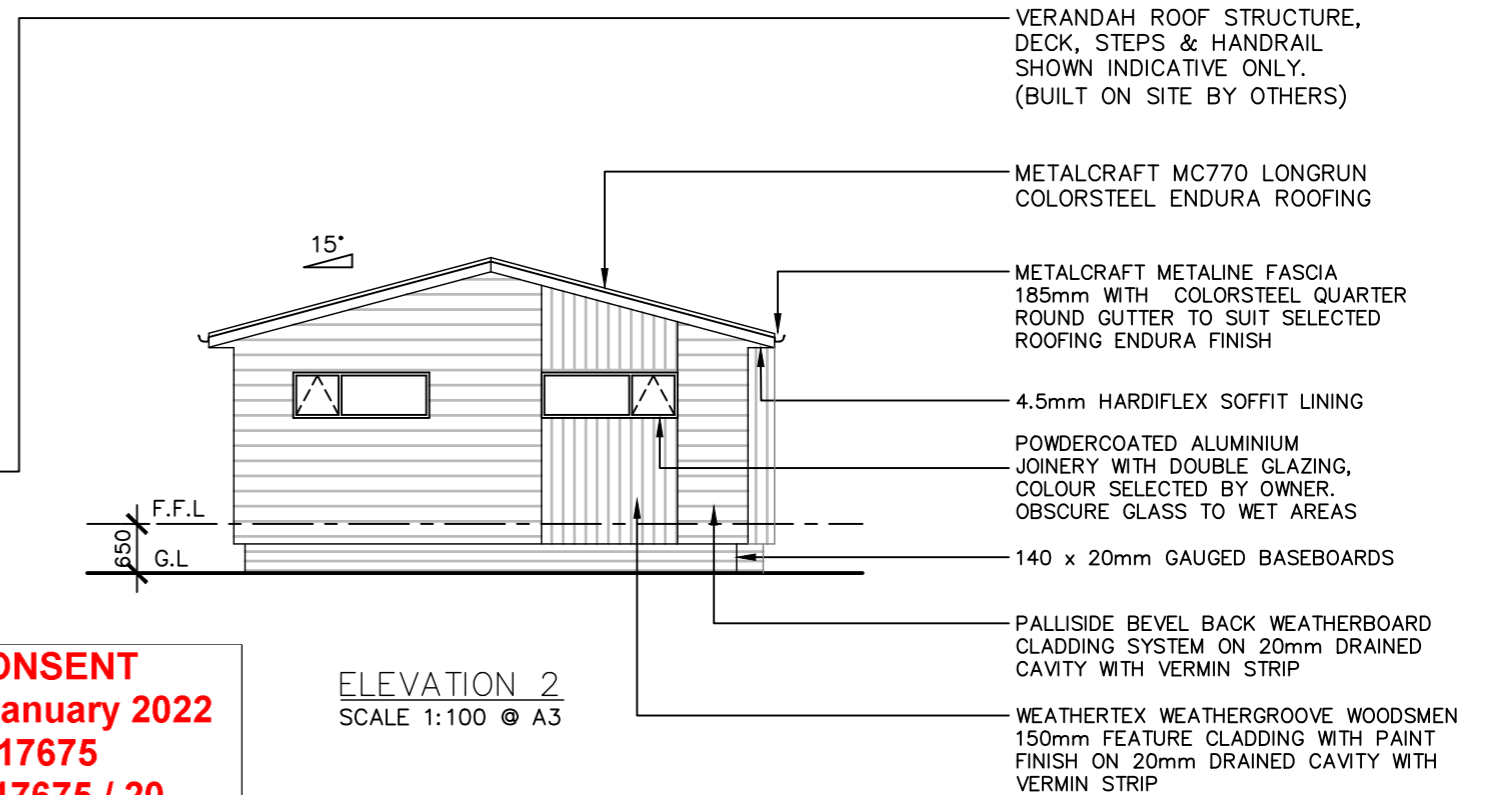 VERANDAH ROOF STRUCTURE,
DECK, STEPS & HANDRAIL
SHOWN INDICATIVE ONLY.
(BUILT ON SITE BY OTHERS)
METALCRAFT MC770 LONGRUN
COLORSTEEL ENDURA ROOFING
15°
METALCRAFT METALINE FASCIA
185mm WITH COLORSTEEL QUARTER
ROUND GUTTER TO SUIT SELECTED
ROOFING ENDURA FINISH
4.5mm HARDIFLEX SOFFIT LINING
POWDERCOATED ALUMINIUM
JOINERY WITH DOUBLE GLAZING,
COLOUR SELECTED BY OWNER.
OBSCURE GLASS TO WET AREAS
F.F.L
650
G.L
140 x 20mm GAUGED BASEBOARDS
PALLISIDE BEVEL BACK WEATHERBOARD
CLADDING SYSTEM ON 20mm DRAINED
CAVITY WITH VERMIN STRIP
WEATHERTEX WEATHERGROOVE WOODSMEN
150mm FEATURE CLADDING WITH PAINT
FINISH ON 20mm DRAINED CAVITY WITH
VERMIN STRIP
ELEVATION 2
SCALE 1:100 @ A3
ONSENT
anuary 2022
17675
17675 / 20